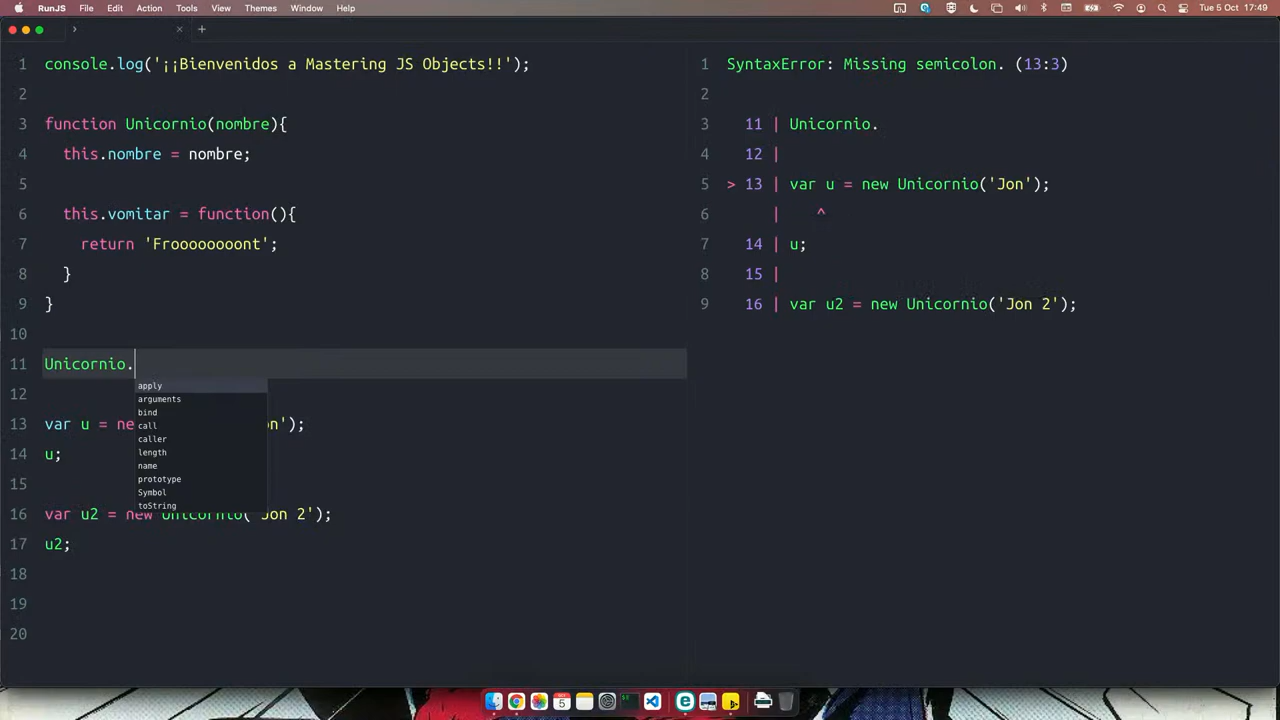 RunJS File Edit Action Tools View Themes Window Help Tue 5 Oct 17:49
1 console.log('¡¡Bienvenidos a Mastering JS Objects!!');
2
3 function Unicornio(nombre){
4 this.nombre = nombre;
5
6 this.vomitar = function(){
7 return 'Froooooooont';
8 }
9 }
10
11 Unicornio.
apply
12
arguments
bind
call
13 var u = ne on');
caller
14 u;
length
name
15
prototype
Symbol
toString
16 var u2 = new Unicornio('Jon 2');
17 u2;
18
19
20
1 SyntaxError: Missing semicolon. (13:3)
2
3 11 | Unicornio.
4 12 |
5 > 13 | var u = new Unicornio('Jon');
6 | ^
7 14 | u;
8 15 |
9 16 | var u2 = new Unicornio('Jon 2');